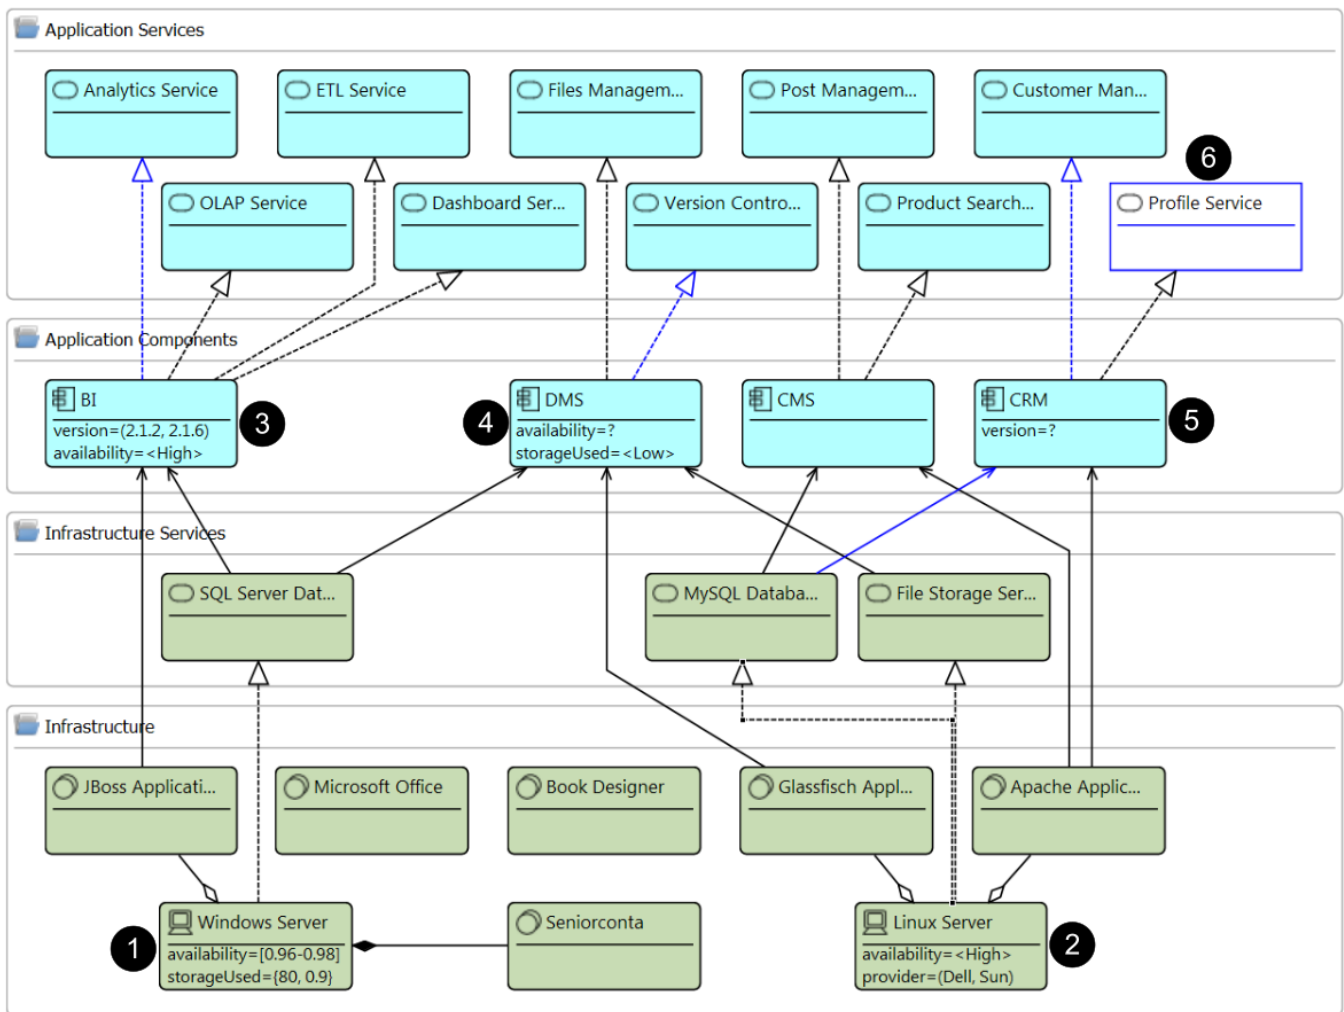 Application Services
Analytics Service
ETL Service
Files Managem...
Post Managem...
Customer Man...
6
OLAP Service
Dashboard Ser...
Version Contro...
Product Search...
Profile Service
Application Components
BI
version=(2.1.2, 2.1.6)
availability=<High>
3
4
DMS
availability=?
storageUsed=<Low>
CMS
CRM
version=?
5
Infrastructure Services
SQL Server Dat...
MySQL Databa...
File Storage Ser...
Infrastructure
JBoss Applicati...
Microsoft Office
Book Designer
Glassfisch Appl...
Apache Applic...
1
Windows Server
availability=[0.96-0.98]
storageUsed={80, 0.9}
Seniorconta
Linux Server
availability=<High>
provider=(Dell, Sun)
2